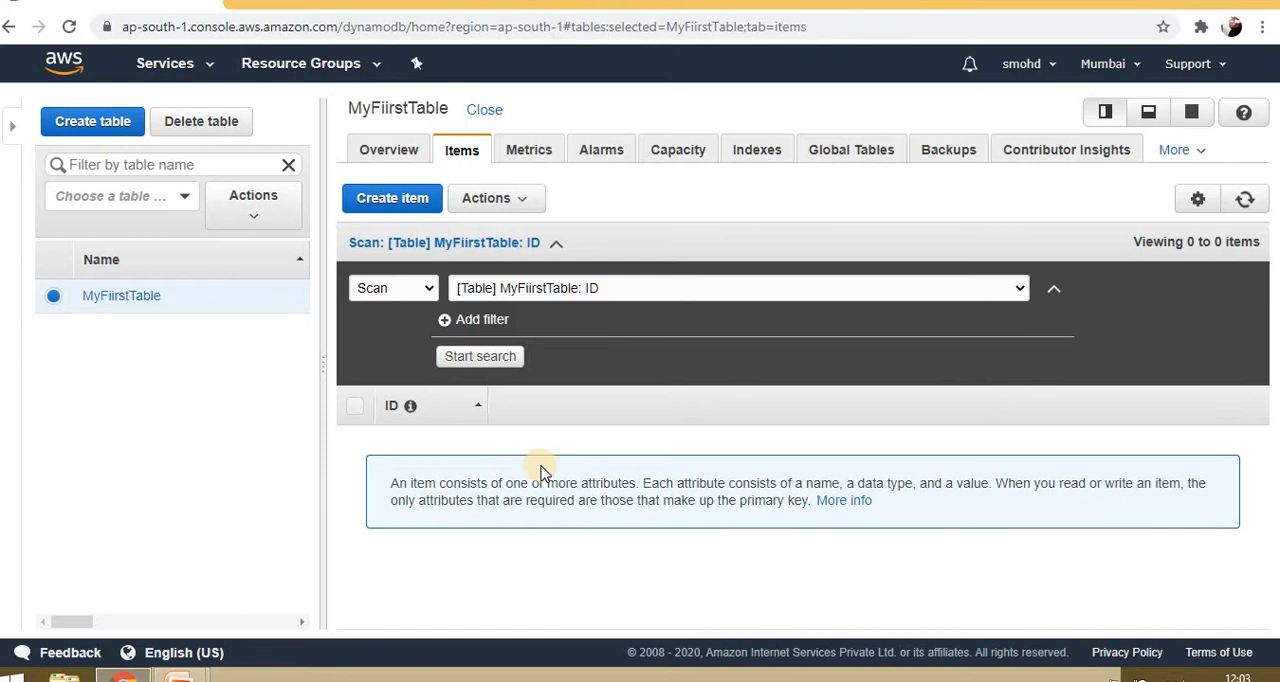 ap-south-1.console.aws.amazon.com/dynamodb/home?region=ap-south-1#tables:selected=MyFiirstTable;tab=items
aws Services Resource Groups smohd Mumbai Support
Create table Delete table
Filter by table name
Choose a table ... Actions
Name
MyFiirstTable
MyFiirstTable Close
Overview Items Metrics Alarms Capacity Indexes Global Tables Backups Contributor Insights More
Create item Actions
Scan: [Table] MyFiirstTable: ID Viewing 0 to 0 items
Scan [Table] MyFiirstTable: ID
Add filter
Start search
ID
An item consists of one or more attributes. Each attribute consists of a name, a data type, and a value. When you read or write an item, the
only attributes that are required are those that make up the primary key. More info
Feedback English (US) © 2008 - 2020, Amazon Internet Services Private Ltd. or its affiliates. All rights reserved. Privacy Policy Terms of Use
12:03